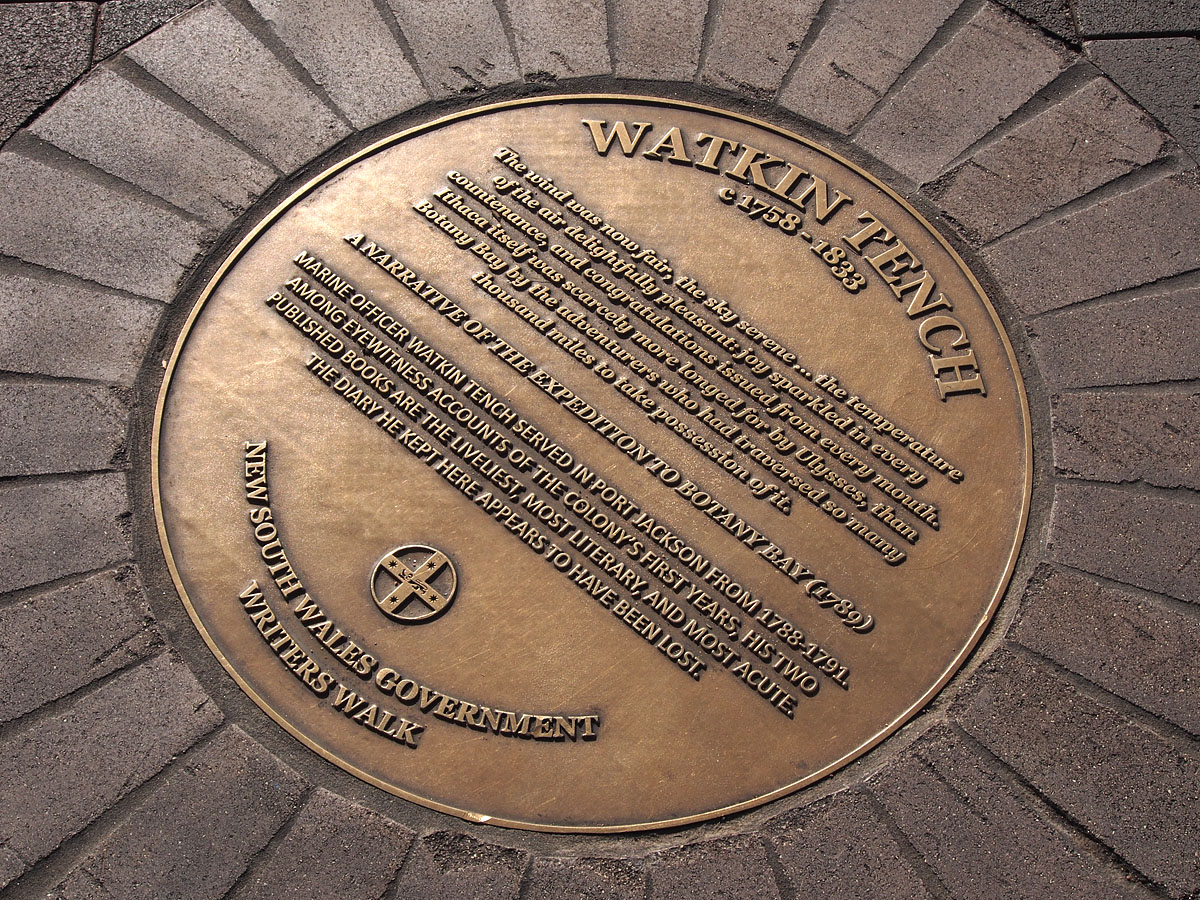 WATKIN TENCH
c 1758 - 1833
The wind was now fair, the sky serene ... the temperature
of the air delightfully pleasant: joy sparkled in every
countenance, and congratulations issued from every mouth.
Ithaca itself was scarcely more longed for by Ulysses, than
Botany Bay by the adventurers who had traversed so many
thousand miles to take possession of it.
A NARRATIVE OF THE EXPEDITION TO BOTANY BAY (1789)
MARINE OFFICER WATKIN TENCH SERVED IN PORT JACKSON FROM 1788-1791.
AMONG EYEWITNESS ACCOUNTS OF THE COLONY'S FIRST YEARS, HIS TWO
PUBLISHED BOOKS ARE THE LIVELIEST, MOST LITERARY, AND MOST ACUTE.
THE DIARY HE KEPT HERE APPEARS TO HAVE BEEN LOST.
NEW SOUTH WALES GOVERNMENT
WRITERS WALK